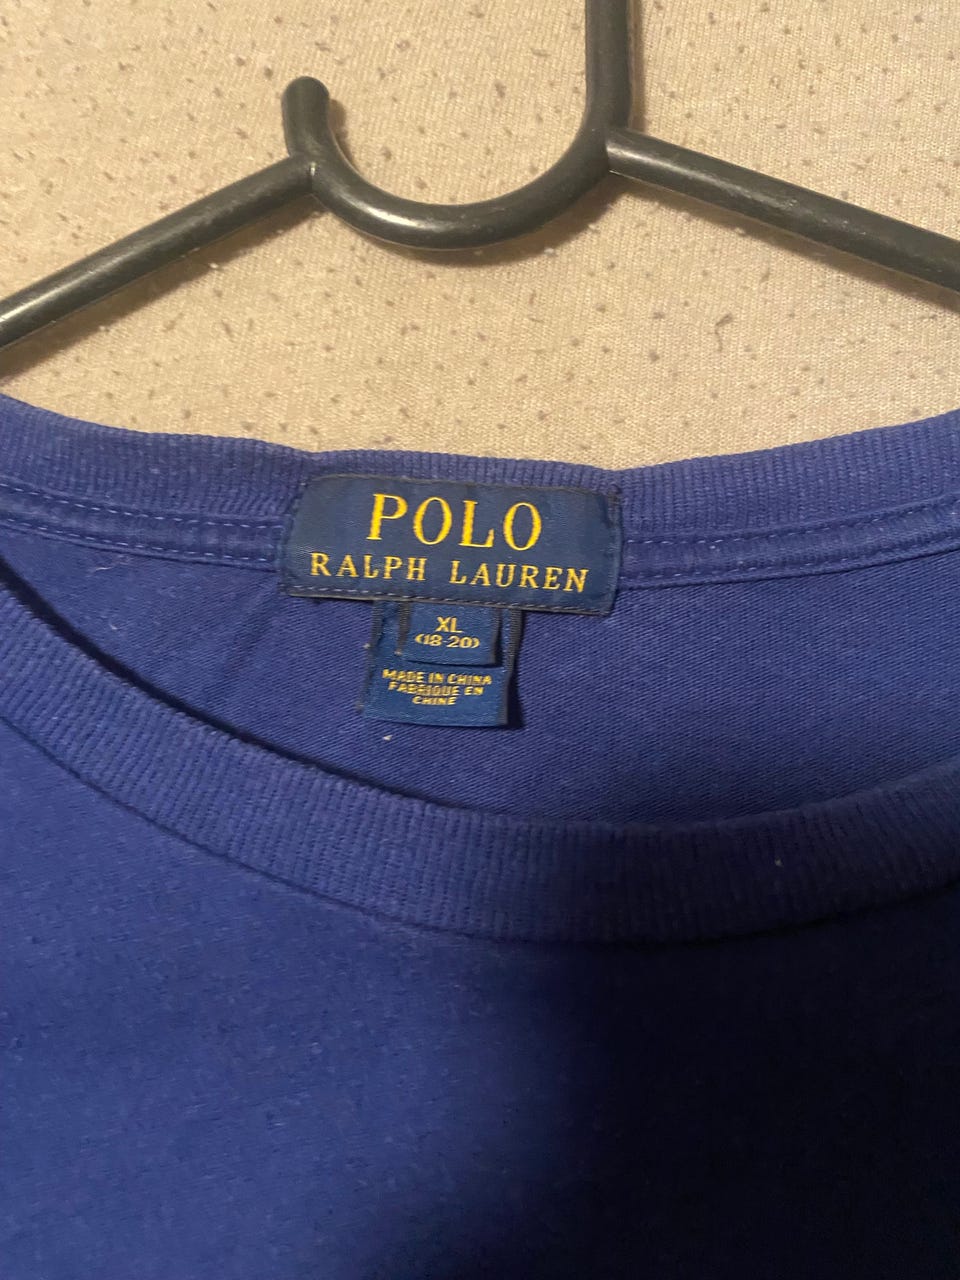 POLO
RALPH LAUREN
XL
(18-20)
MADE IN CHINA
FABRIQUE EN
CHINE